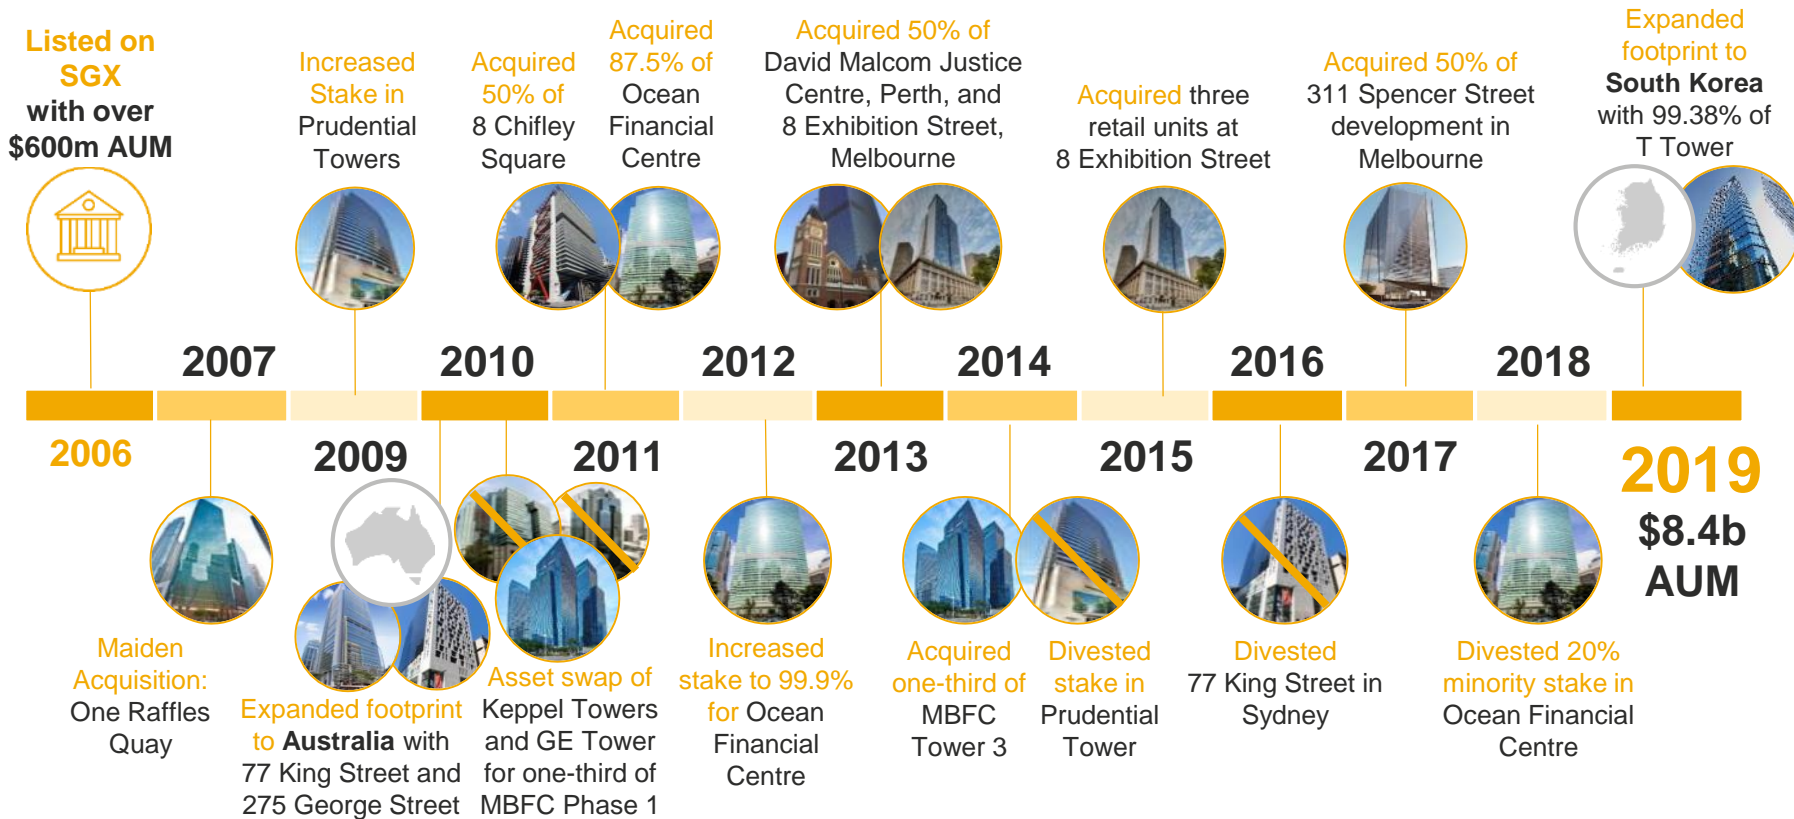 Listed on
SGX
with over
$600m AUM
Increased
Stake in
Prudential
Towers
Acquired
50% of
8 Chifley
Square
Acquired
87.5% of
Ocean
Financial
Centre
Acquired 50% of
David Malcom Justice
Centre, Perth, and
8 Exhibition Street,
Melbourne
Acquired three
retail units at
8 Exhibition Street
Acquired 50% of
311 Spencer Street
development in
Melbourne
Expanded
footprint to
South Korea
with 99.38% of
T Tower
2007
2010
2012
2014
2016
2018
2006
2009
2011
2013
2015
2017
2019
$8.4b
AUM
Maiden
Acquisition:
One Raffles
Quay
Expanded footprint
to Australia with
77 King Street and
275 George Street
Asset swap of
Keppel Towers
and GE Tower
for one-third of
MBFC Phase 1
Increased
stake to 99.9%
for Ocean
Financial
Centre
Acquired
one-third of
MBFC
Tower 3
Divested
stake in
Prudential
Tower
Divested
77 King Street in
Sydney
Divested 20%
minority stake in
Ocean Financial
Centre